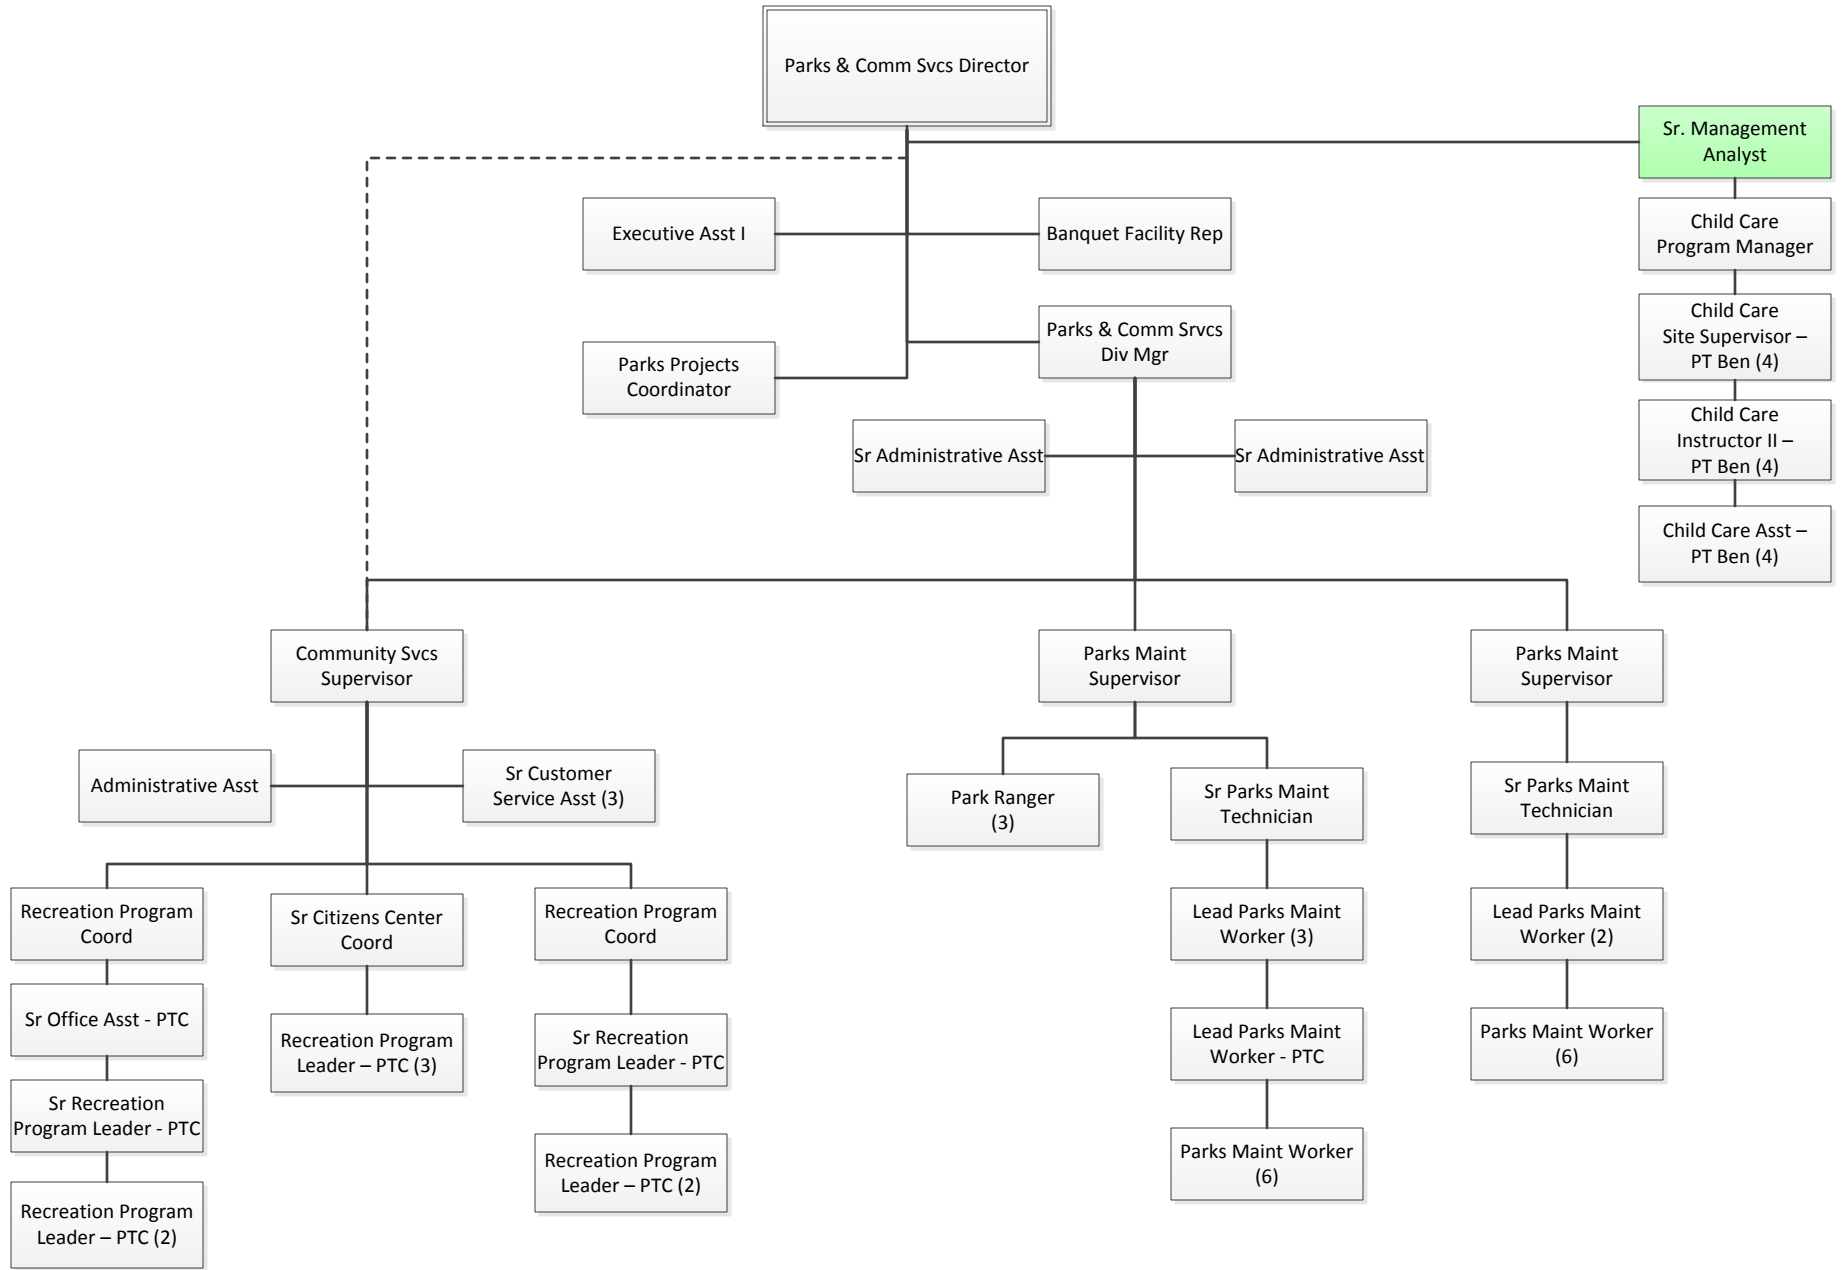 Parks & Comm Svcs Director
Sr. Management
Analyst
Executive Asst I
Banquet Facility Rep
Child Care
Program Manager
Parks Projects
Coordinator
Parks & Comm Srvcs
Div Mgr
Child Care
Site Supervisor –
PT Ben (4)
Sr Administrative Asst
Sr Administrative Asst
Child Care
Instructor II –
PT Ben (4)
Child Care Asst –
PT Ben (4)
Community Svcs
Supervisor
Parks Maint
Supervisor
Parks Maint
Supervisor
Administrative Asst
Sr Customer
Service Asst (3)
Park Ranger
(3)
Sr Parks Maint
Technician
Sr Parks Maint
Technician
Recreation Program
Coord
Sr Citizens Center
Coord
Recreation Program
Coord
Lead Parks Maint
Worker (3)
Lead Parks Maint
Worker (2)
Sr Office Asst - PTC
Recreation Program
Leader – PTC (3)
Sr Recreation
Program Leader - PTC
Lead Parks Maint
Worker - PTC
Parks Maint Worker
(6)
Sr Recreation
Program Leader - PTC
Recreation Program
Leader – PTC (2)
Parks Maint Worker
(6)
Recreation Program
Leader – PTC (2)